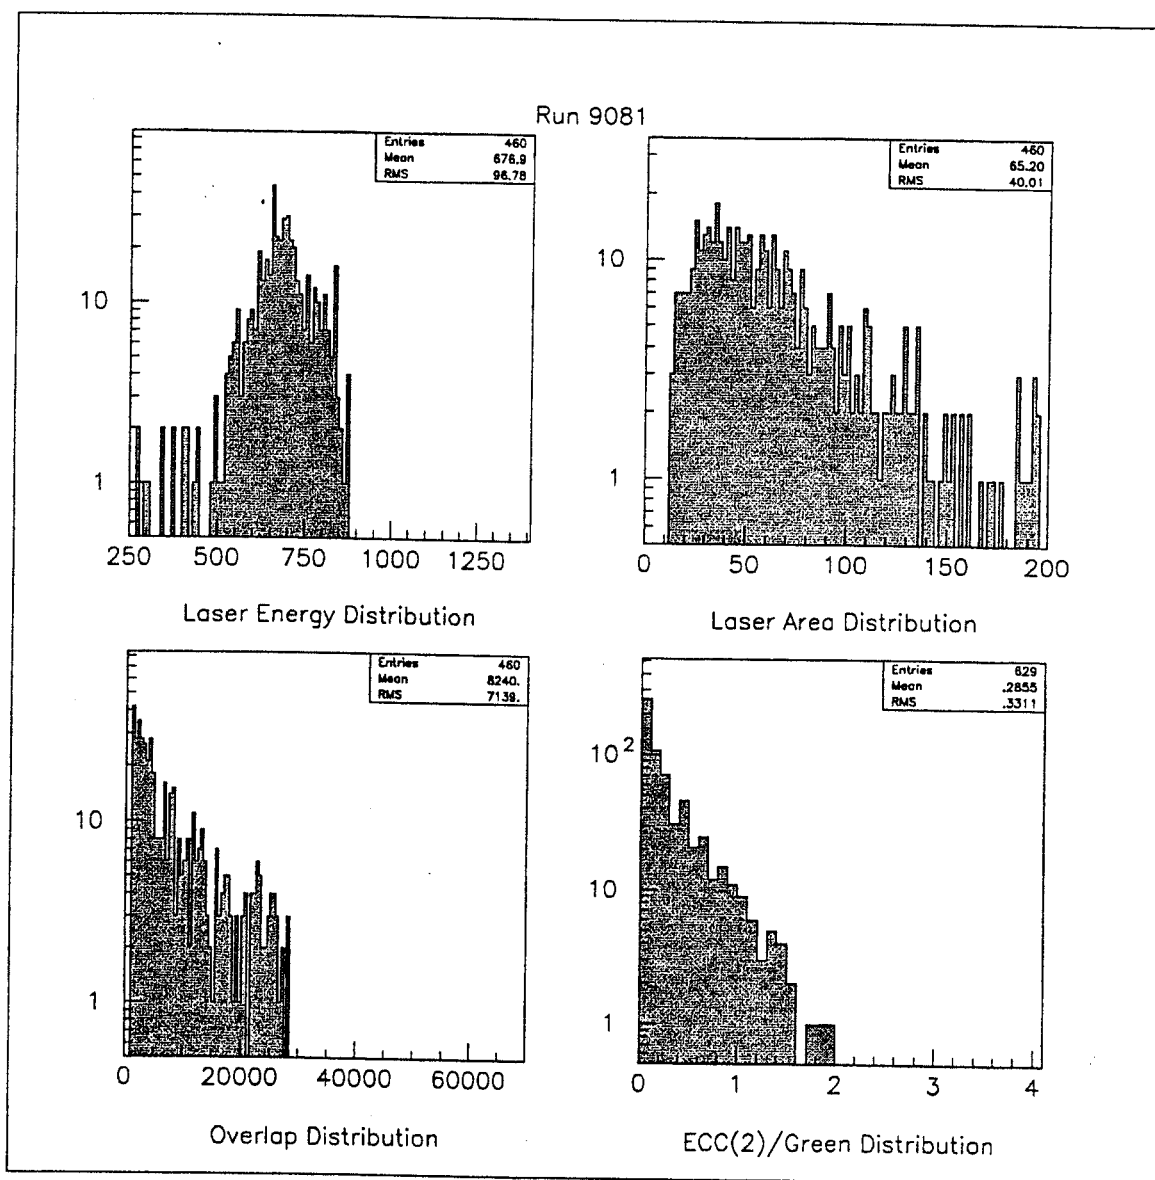 Run 9081
Entries 460
Mean 676.9
RMS 96.78
10
1
250 500 750 1000 1250
Laser Energy Distribution
Entries 460
Mean 65.20
RMS 40.01
10
1
0 50 100 150 200
Laser Area Distribution
Entries 460
Mean 8240.
RMS 7139.
10
1
0 20000 40000 60000
Overlap Distribution
Entries 629
Mean .2855
RMS .3311
10²
10
1
0 1 2 3 4
ECC(2)/Green Distribution